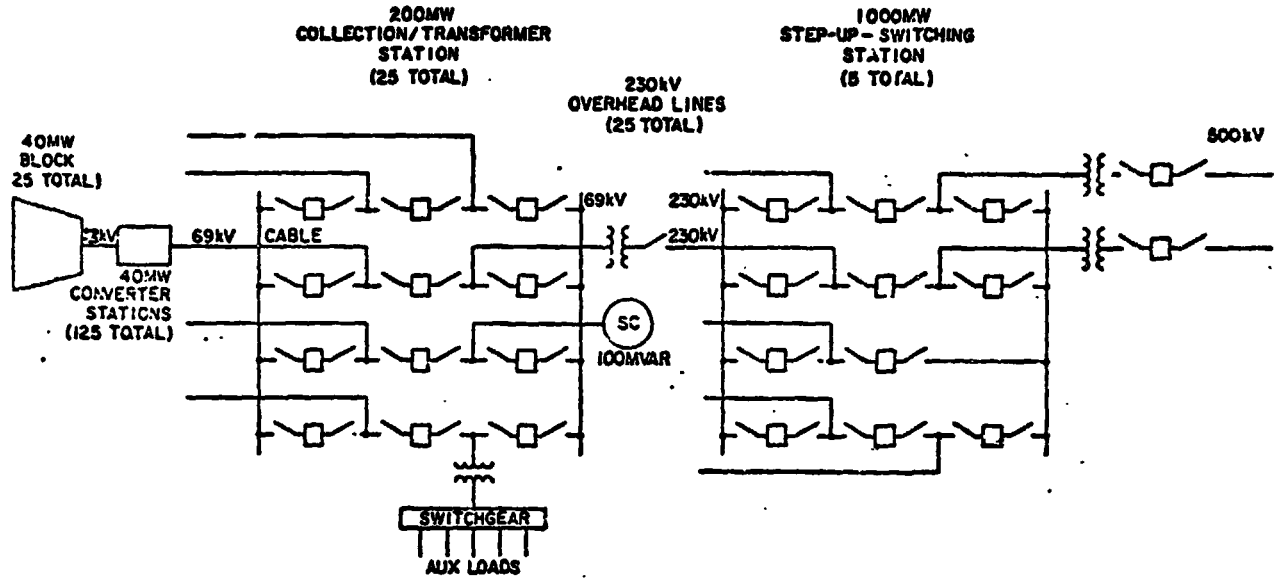 200MW
COLLECTION/TRANSFORMER
STATION
(25 TOTAL)
1000MW
STEP-UP-SWITCHING
STATION
(5 TOTAL)
230kV
OVERHEAD LINES
(25 TOTAL)
40MW
BLOCK
25 TOTAL)
500kV
69kV
230kV
3kV
69kV
CABLE
230kV
40MW
CONVERTER
STATIONS
(125 TOTAL)
SC
100MVAR
SWITCHGEAR
AUX LOADS